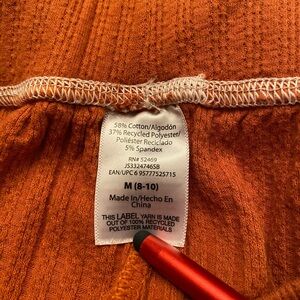 58% Cotton/Algodón
37% Recycled Polyester/
Poliéster Reciclado
5% Spandex
RN# 52469
JS33247465B
EAN/UPC 6 95777525715
M (8-10)
Made In/Hecho En
China
THIS LABEL YARN IS MADE
OUT OF 100% RECYCLED
POLYESTER MATERIALS